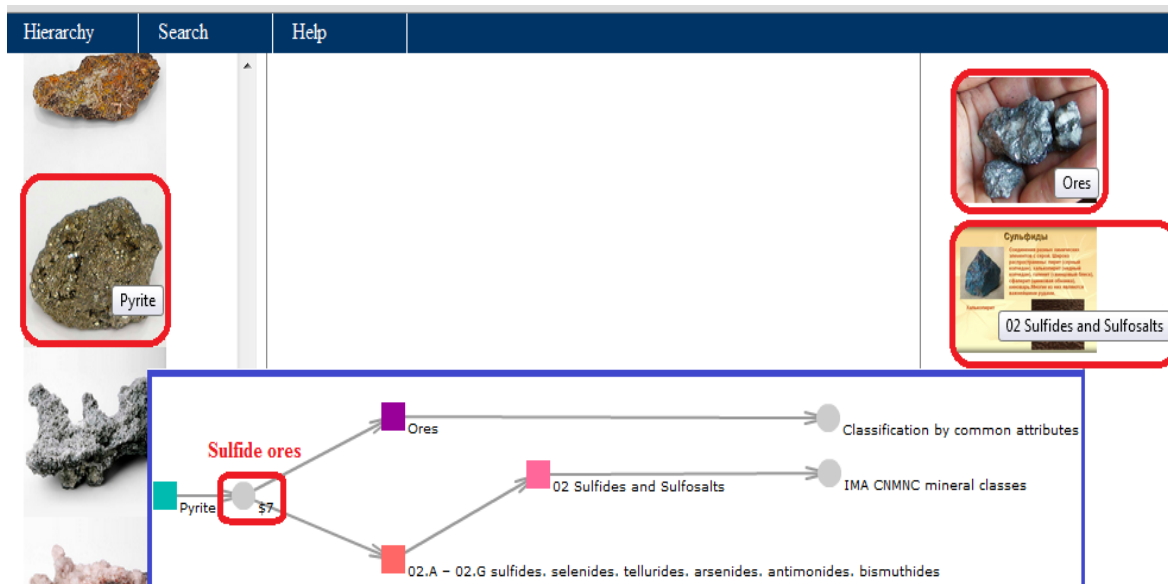 Hierarchy
Search
Help
Ores
Pyrite
Сульфиды
02 Sulfides and Sulfosalts
Sulfide ores
Ores
Classification by common attributes
02 Sulfides and Sulfosalts
IMA CNMNC mineral classes
Pyrite
$7
02.A – 02.G sulfides. selenides. tellurides. arsenides. antimonides. bismuthides